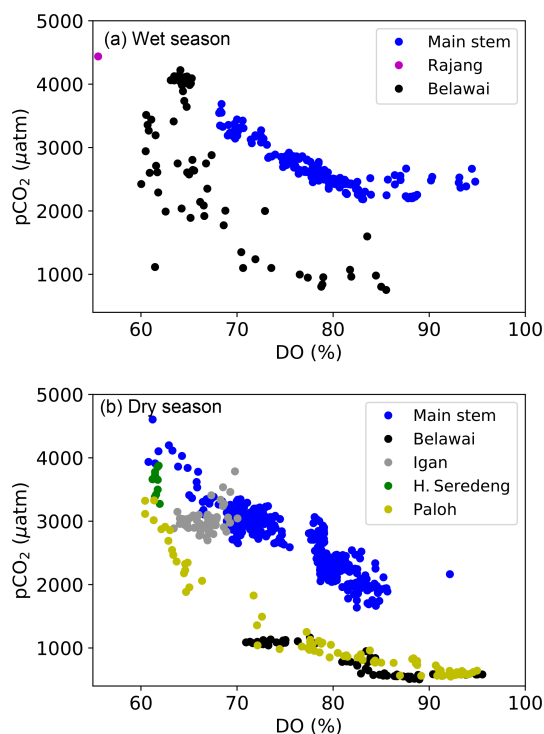 (a) Wet season
Main stem
Rajang
Belawai
5000
4000
3000
2000
1000
pCO₂ (μatm)
60 70 80 90 100
DO (%)
(b) Dry season
Main stem
Belawai
Igan
H. Seredeng
Paloh
5000
4000
3000
2000
1000
pCO₂ (μatm)
60 70 80 90 100
DO (%)